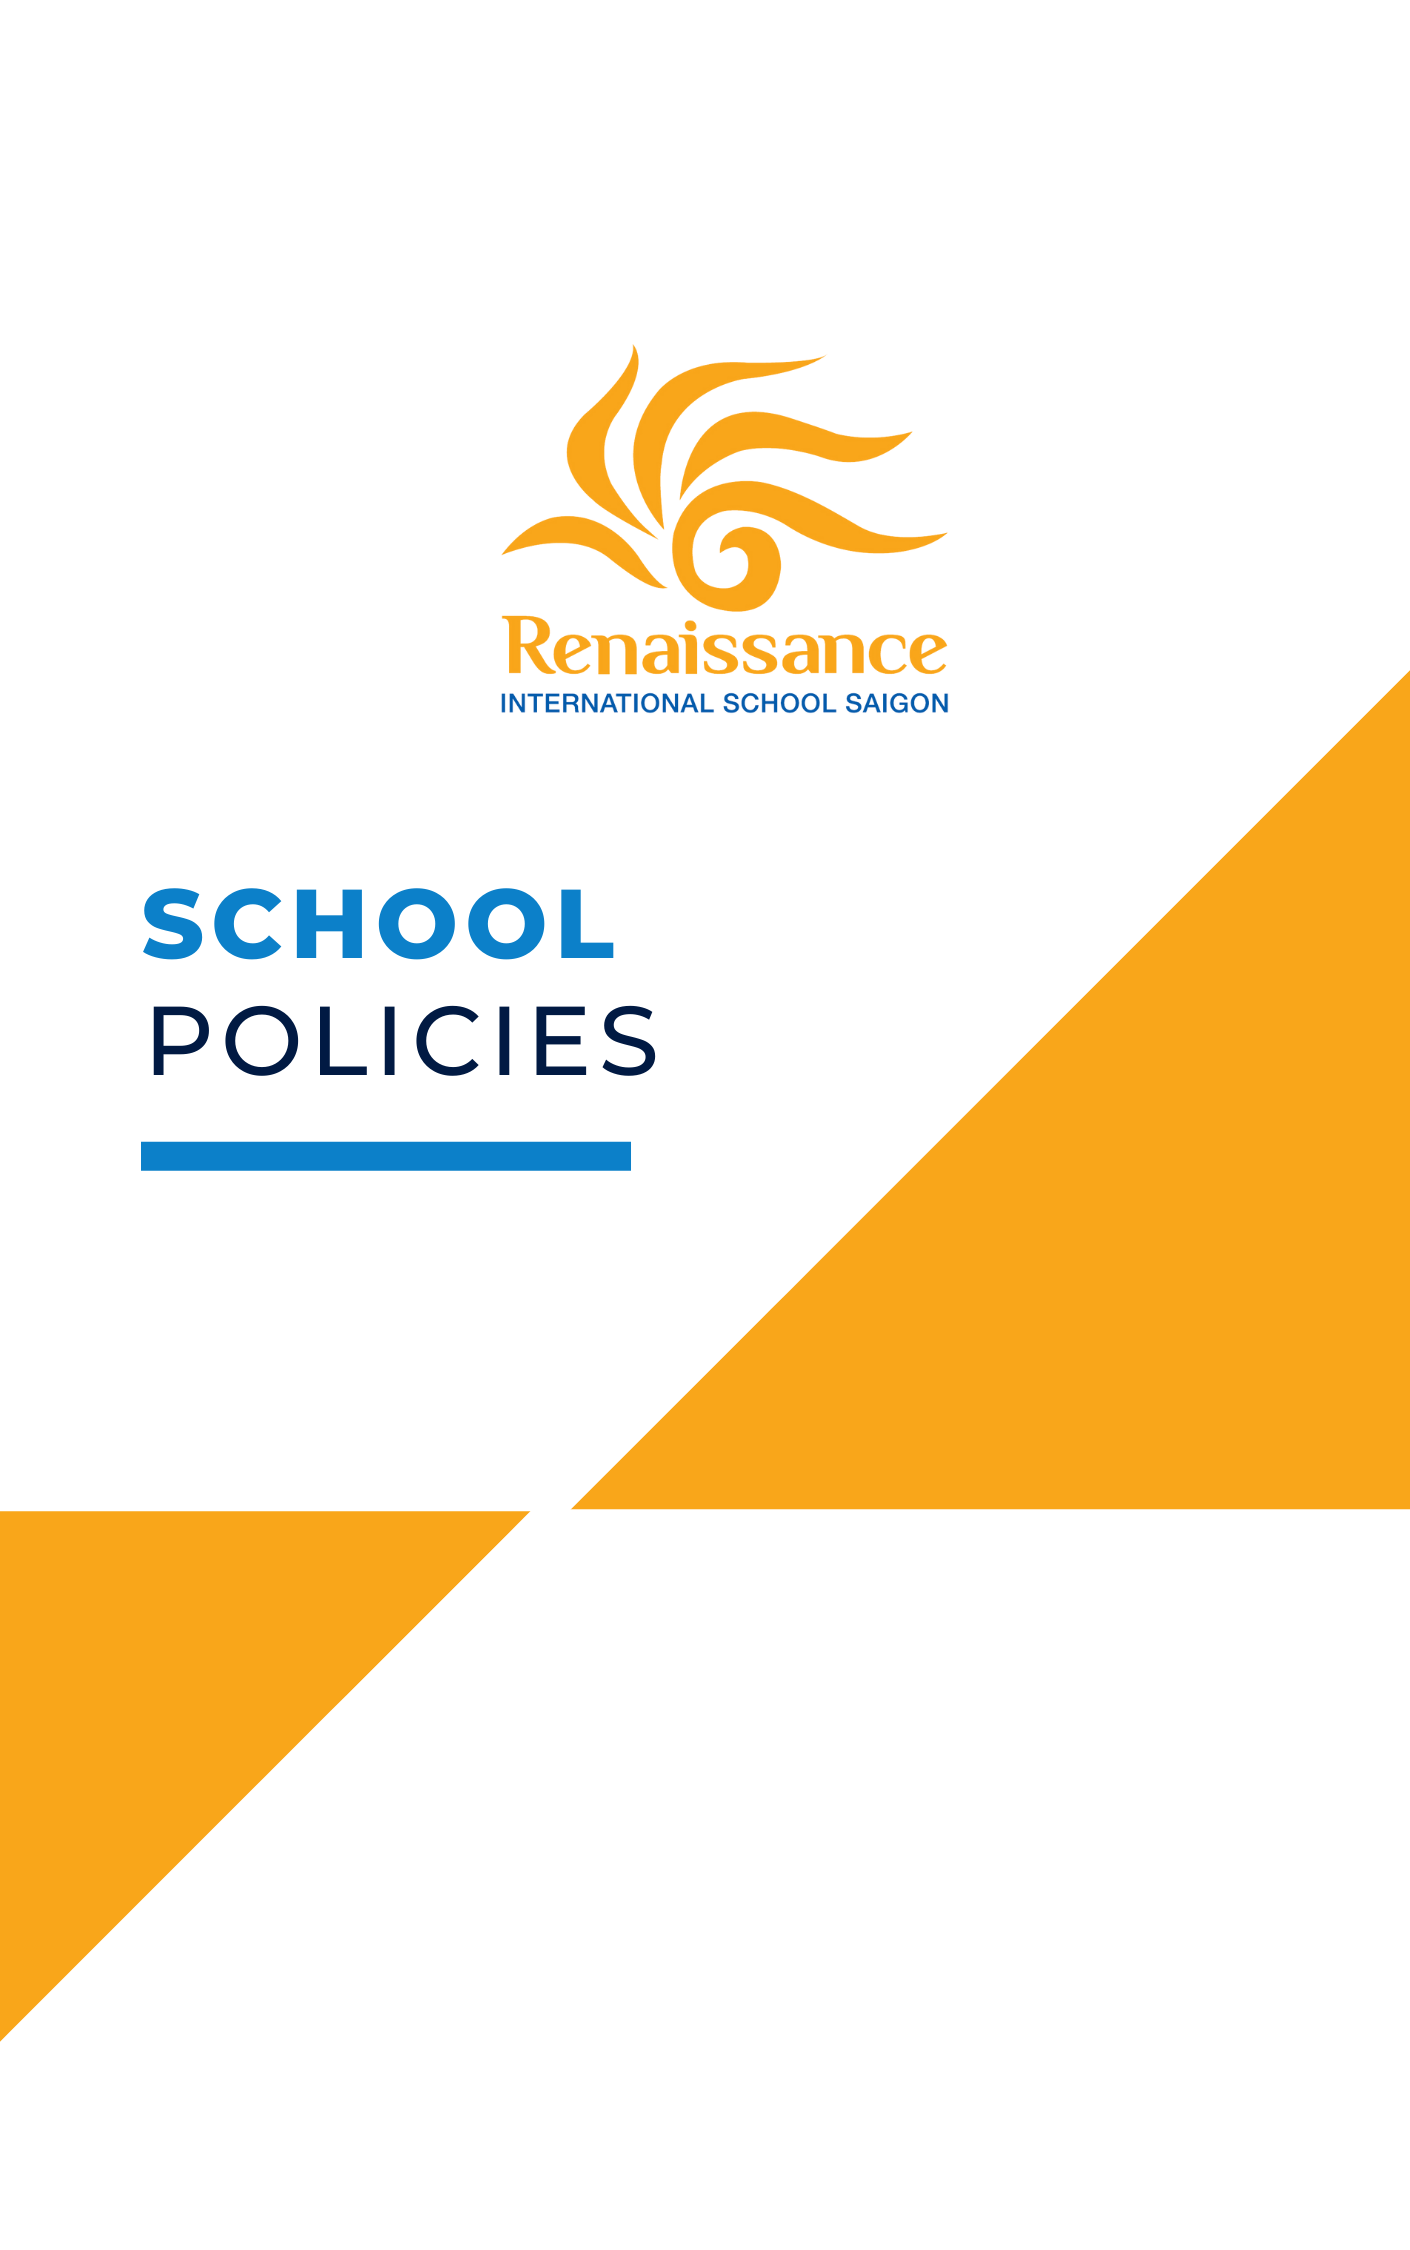 Renaissance
INTERNATIONAL SCHOOL SAIGON
SCHOOL
POLICIES